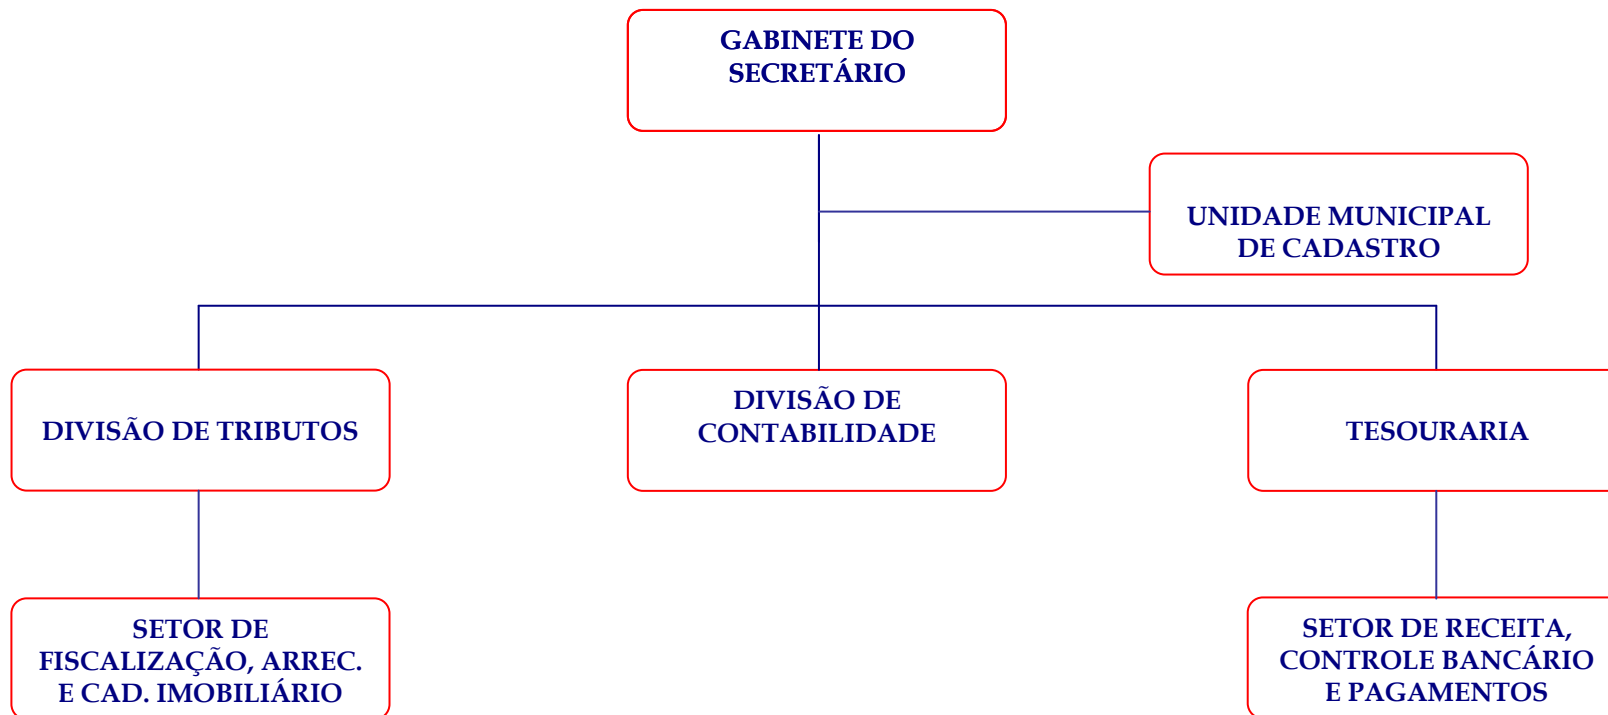 GABINETE DO
SECRETÁRIO
UNIDADE MUNICIPAL
DE CADASTRO
DIVISÃO DE TRIBUTOS
DIVISÃO DE
CONTABILIDADE
TESOURARIA
SETOR DE
FISCALIZAÇÃO, ARREC.
E CAD. IMOBILIÁRIO
SETOR DE RECEITA,
CONTROLE BANCÁRIO
E PAGAMENTOS